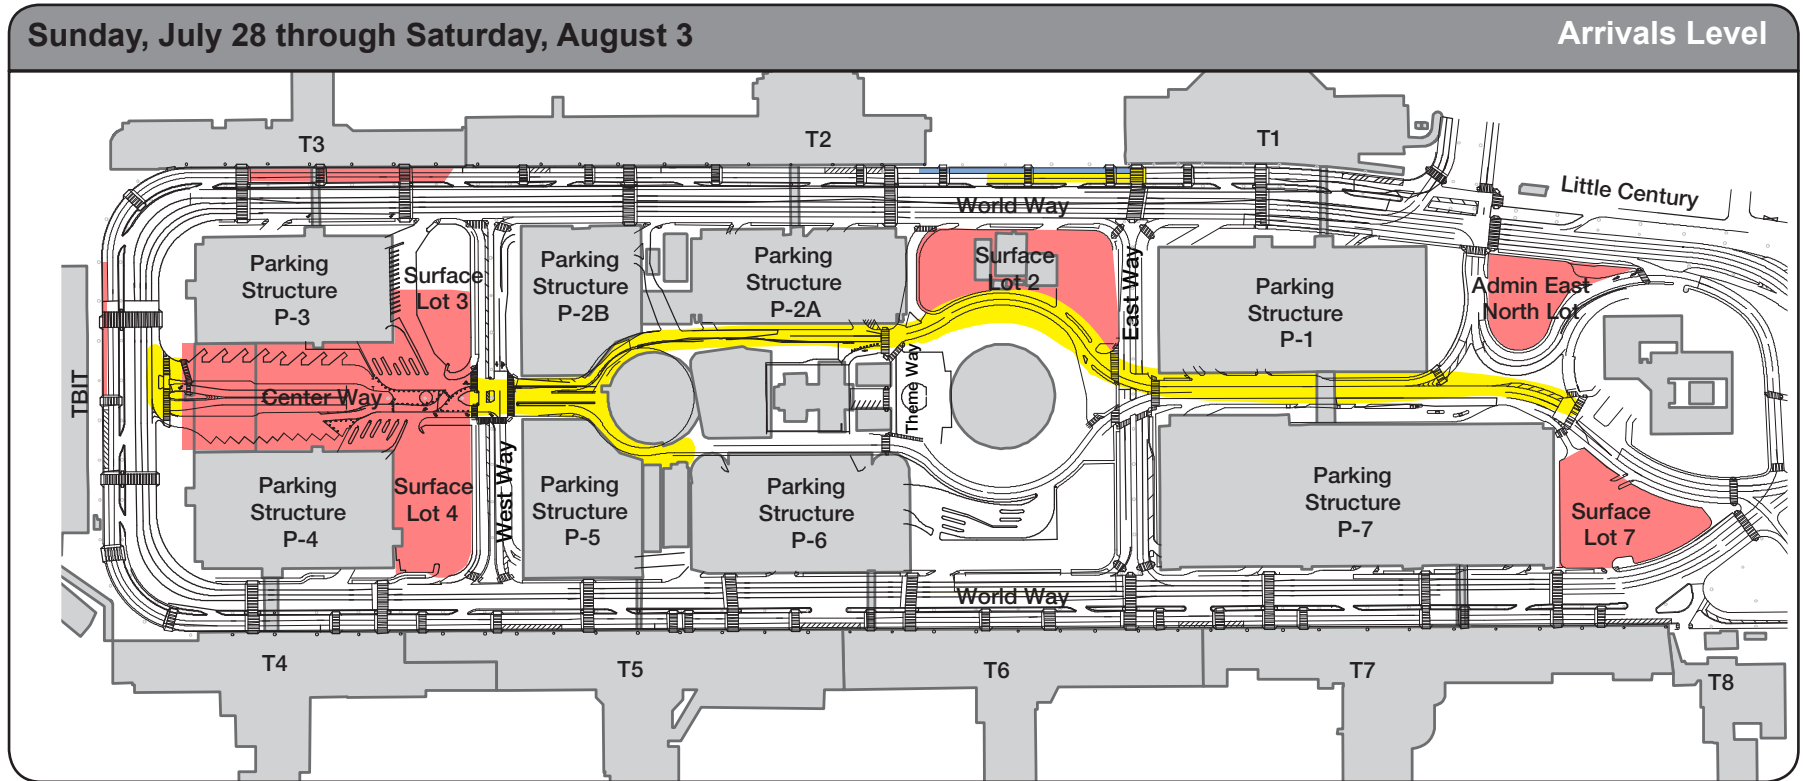 Sunday, July 28 through Saturday, August 3
Arrivals Level
T3
T2
T1
Little Century
World Way
Parking
Structure
P-3
Surface
Lot 3
Parking
Structure
P-2B
Parking
Structure
P-2A
Surface
Lot 2
East Way
Parking
Structure
P-1
Admin East
North Lot
TBIT
Center Way
Theme Way
Parking
Structure
P-4
Surface
Lot 4
West Way
Parking
Structure
P-5
Parking
Structure
P-6
Parking
Structure
P-7
Surface
Lot 7
World Way
T4
T5
T6
T7
T8